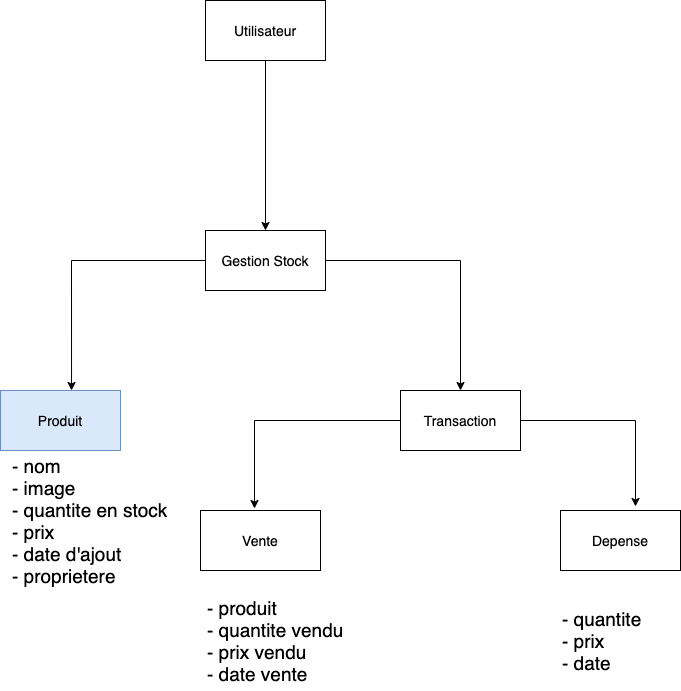 Utilisateur
Gestion Stock
Produit
- nom
- image
- quantite en stock
- prix
- date d'ajout
- proprietere
Transaction
Vente
- produit
- quantite vendu
- prix vendu
- date vente
Depense
- quantite
- prix
- date